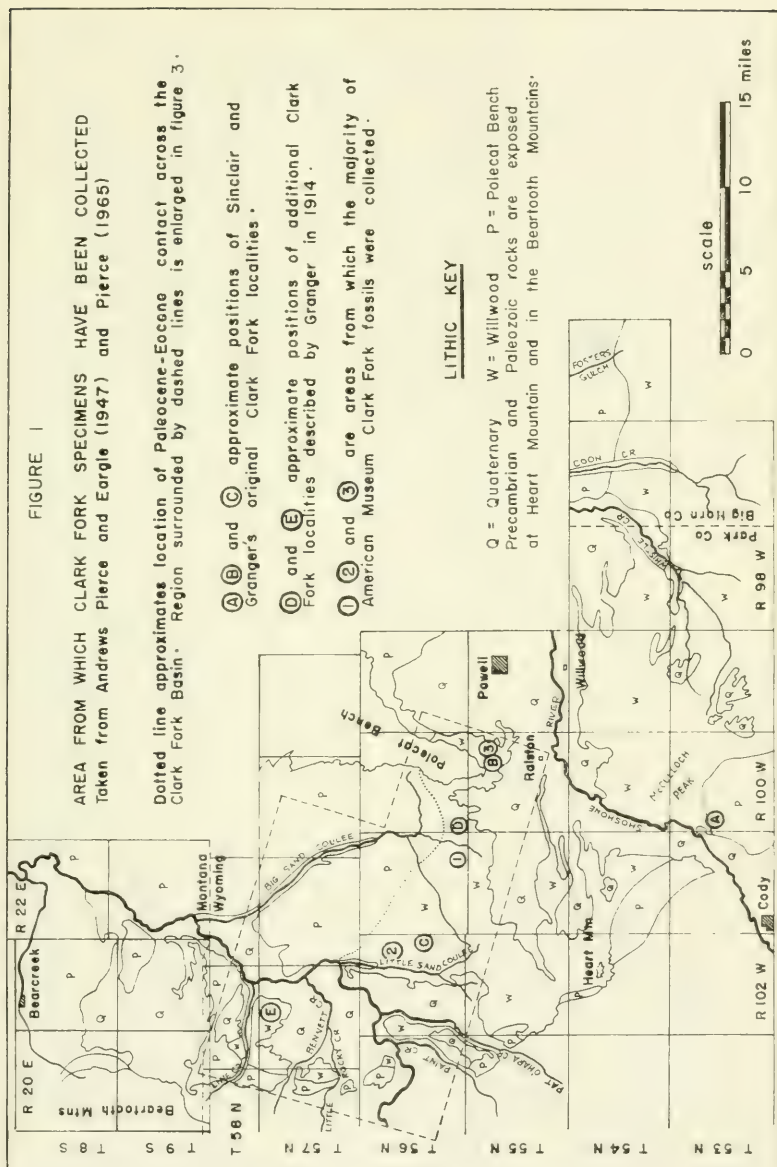 FIGURE 1
AREA FROM WHICH CLARK FORK SPECIMENS HAVE BEEN COLLECTED
Taken from Andrews Pierce and Eargle (1947) and Pierce (1965)
Dotted line approximates location of Paleocene-Eocene contact across the
Clark Fork Basin. Region surrounded by dashed lines is enlarged in figure 3.
A B and C approximate positions of Sinclair and
Granger's original Clark Fork localities.
D and E approximate positions of additional Clark
Fork localities described by Granger in 1914.
1 2 and 3 are areas from which the majority of
American Museum Clark Fork fossils were collected.
LITHIC KEY
Q = Quaternary W = Willwood P = Polecat Bench
Precambrian and Paleozoic rocks are exposed
at Heart Mountain and in the Beartooth Mountains.
scale
0 5 10 15 miles
R 20 E
R 22 E
Bearcreek
Beartooth Mtns
T 8 S
T 9 S
Montana
Wyoming
T 58 N
T 57 N
T 56 N
T 55 N
T 54 N
T 53 N
LINE CR
BENNETT CR
LITTLE ROCKY CR
BIG SAND COULEE
LITTLE SAND COULEE
PAINT CR
PAT O'HARA CR
Polecat Bench
Powell
Ralston
Willwood
SHOSHONE RIVER
McCULLOCH PEAK
Heart Mtn
Cody
R 102 W
R 100 W
R 98 W
Park Co
Big Horn Co
COON CR
FOSTERS GULCH
E
2
C
1
D
B
3
A